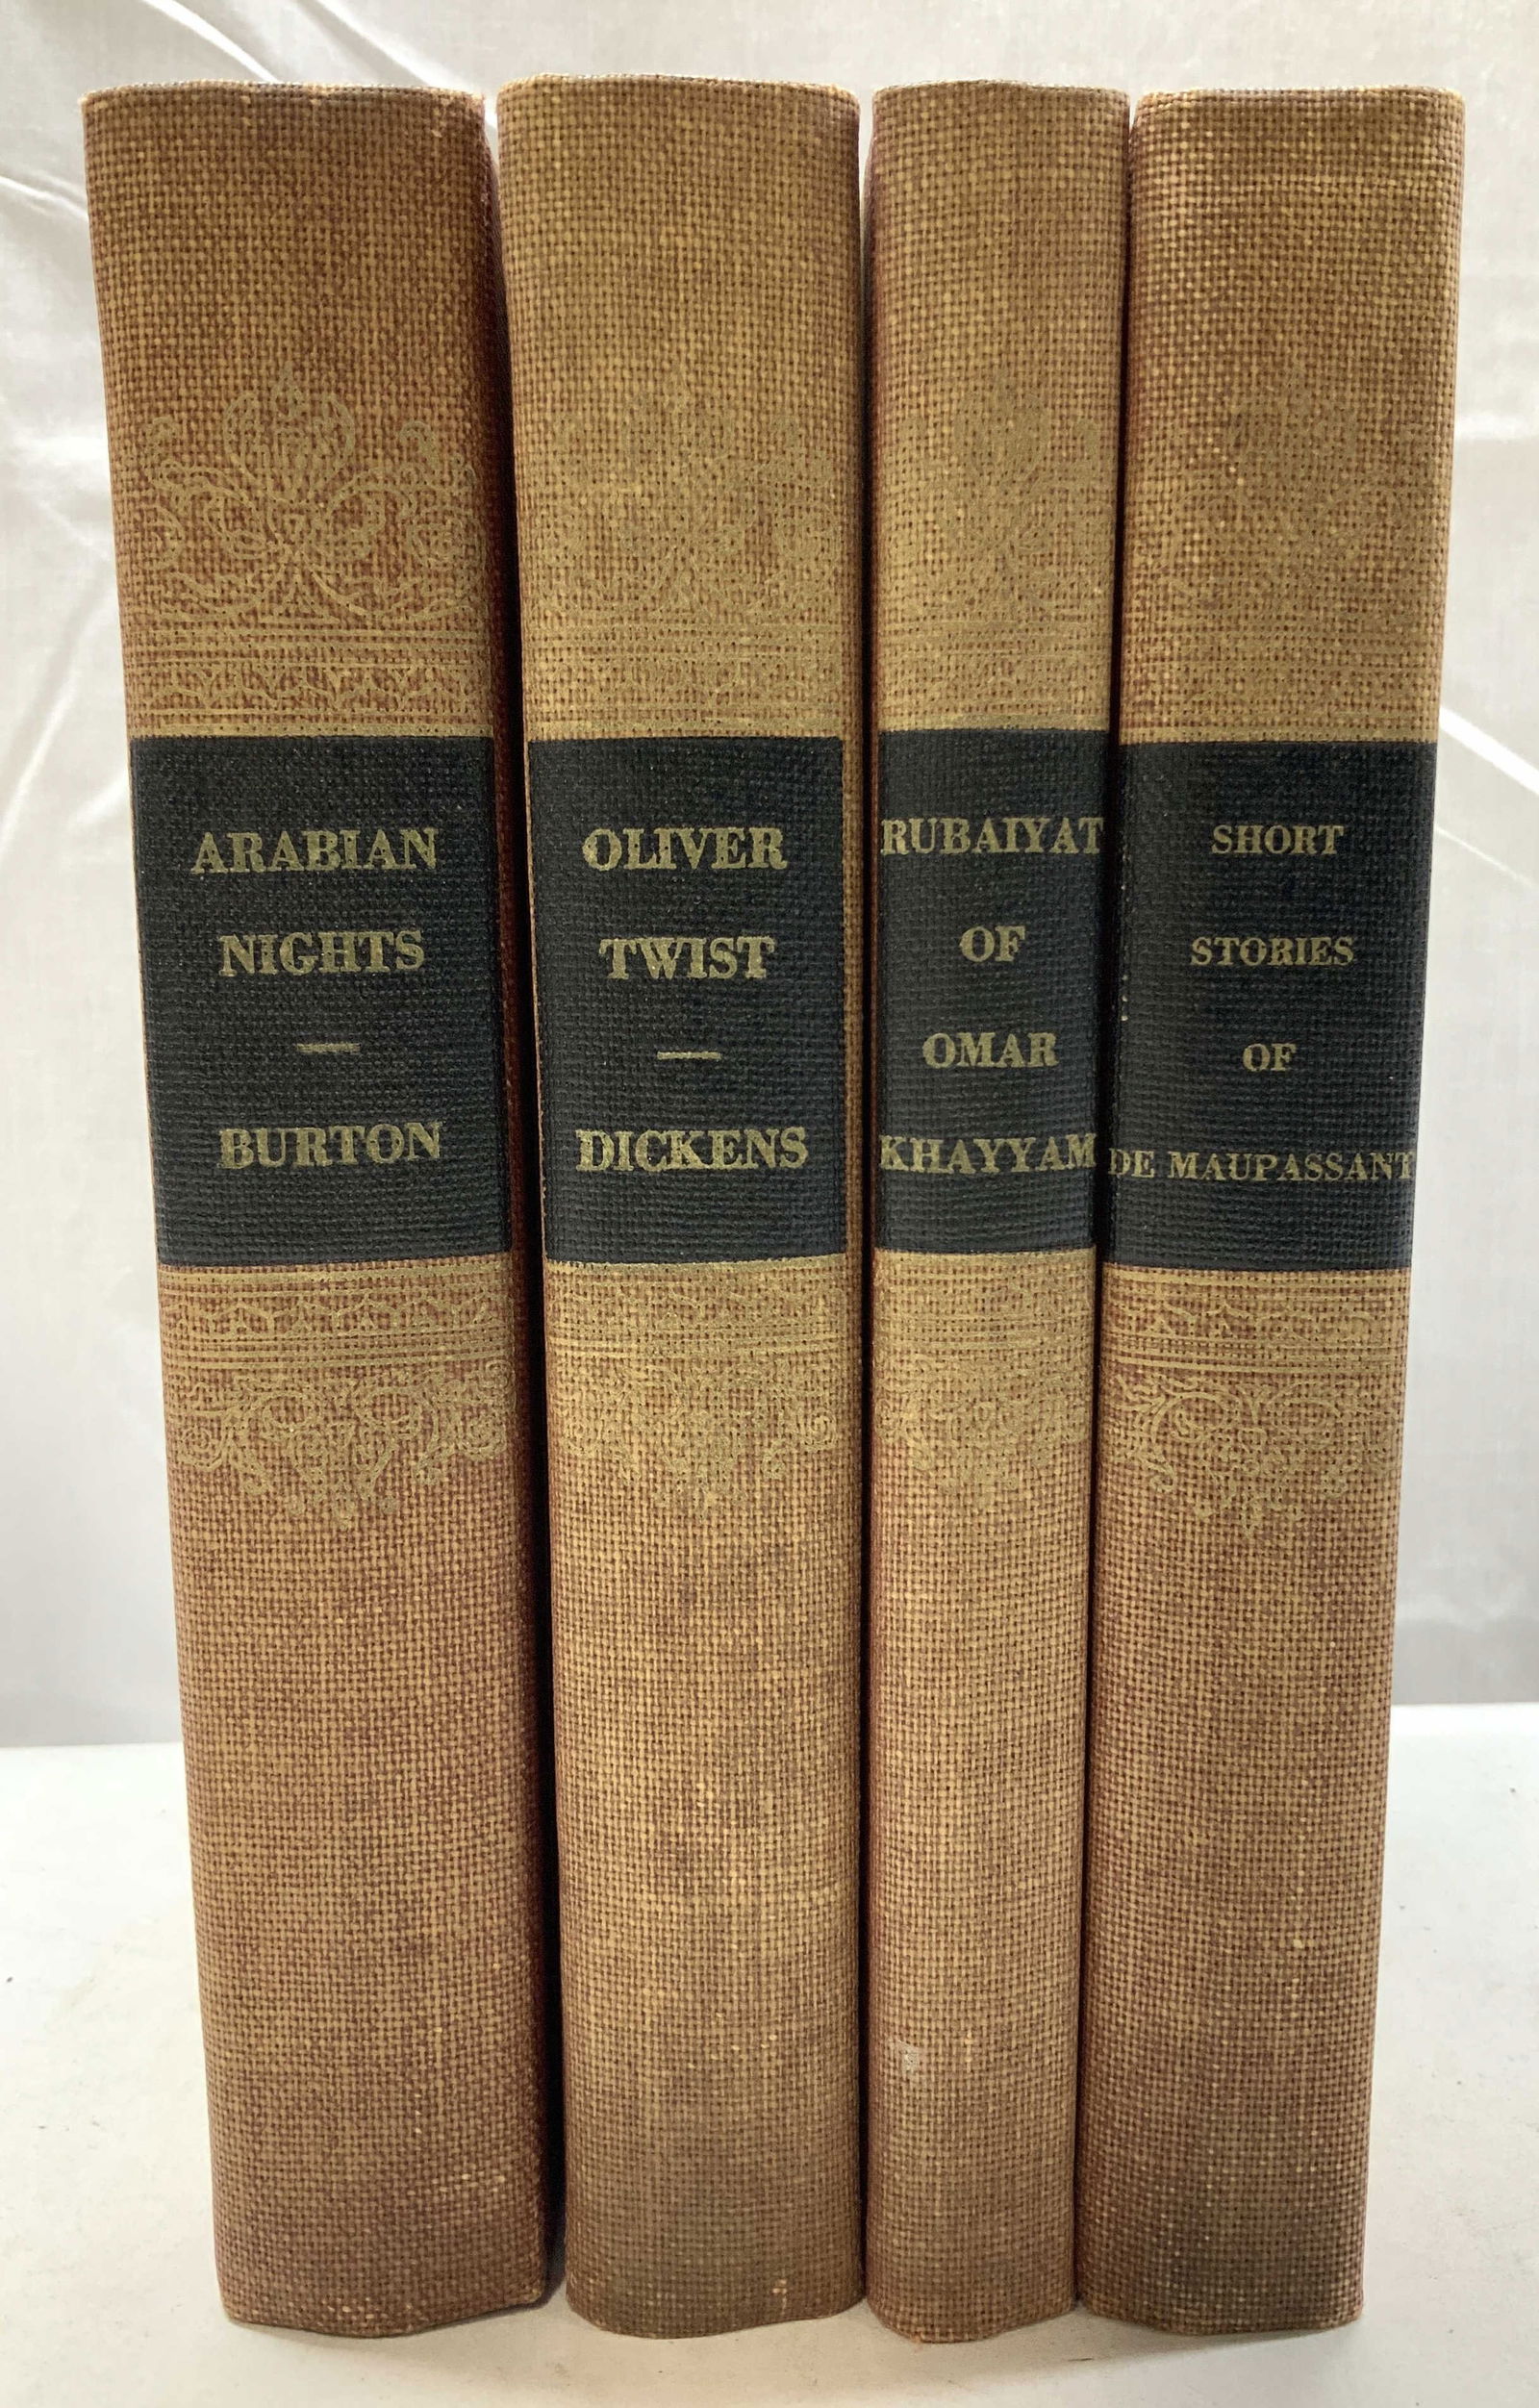 ARABIAN
NIGHTS
—
BURTON
OLIVER
TWIST
—
DICKENS
RUBAIYAT
OF
OMAR
KHAYYAM
SHORT
STORIES
OF
DE MAUPASSANT